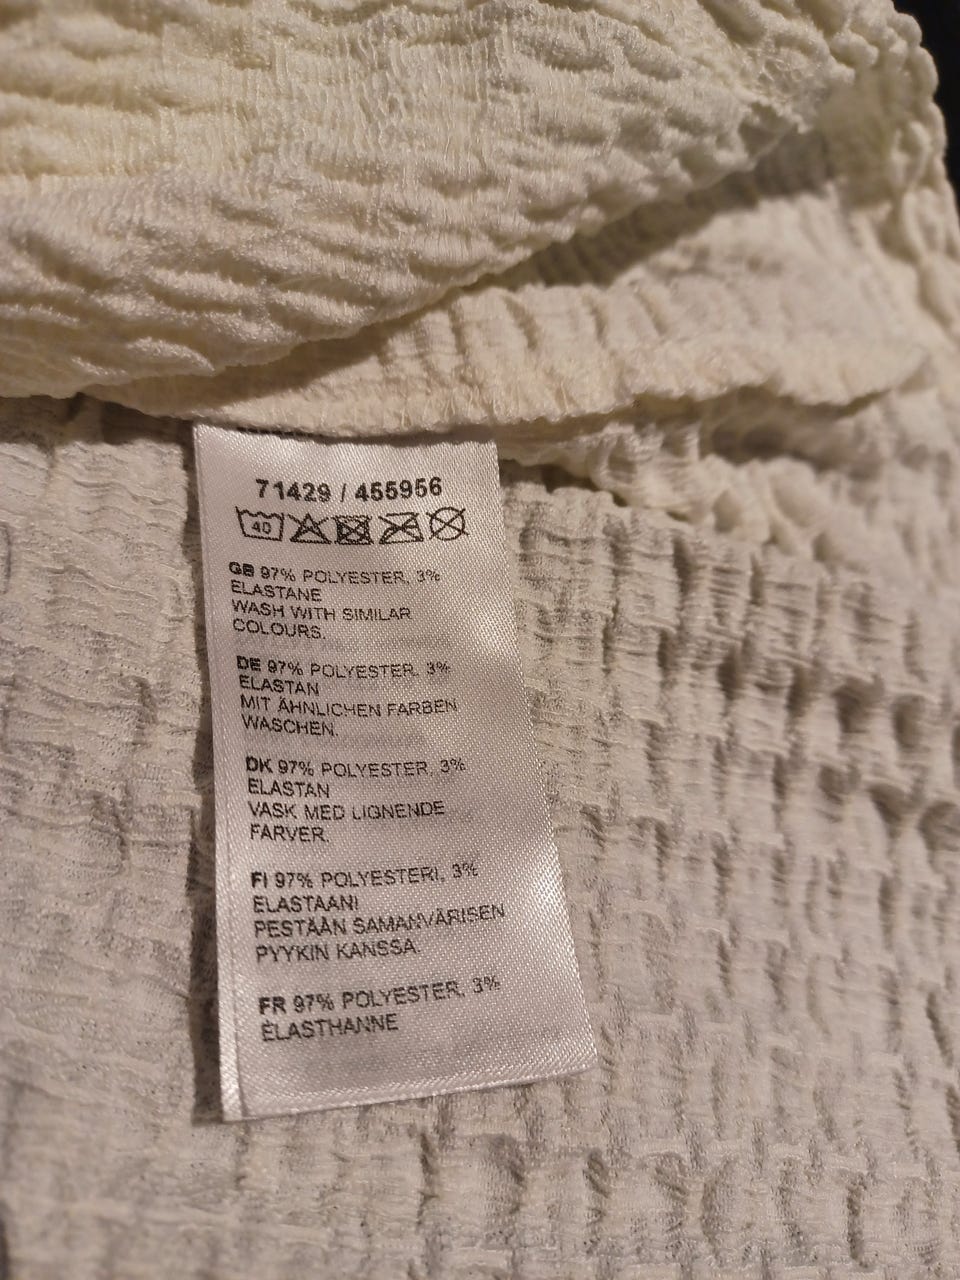 71429 / 455956
40
GB 97% POLYESTER, 3%
ELASTANE
WASH WITH SIMILAR
COLOURS.
DE 97% POLYESTER, 3%
ELASTAN
MIT ÄHNLICHEN FARBEN
WASCHEN.
DK 97% POLYESTER, 3%
ELASTAN
VASK MED LIGNENDE
FARVER.
FI 97% POLYESTERI, 3%
ELASTAANI
PESTÄÄN SAMANVÄRISEN
PYYKIN KANSSA.
FR 97% POLYESTER, 3%
ÉLASTHANNE